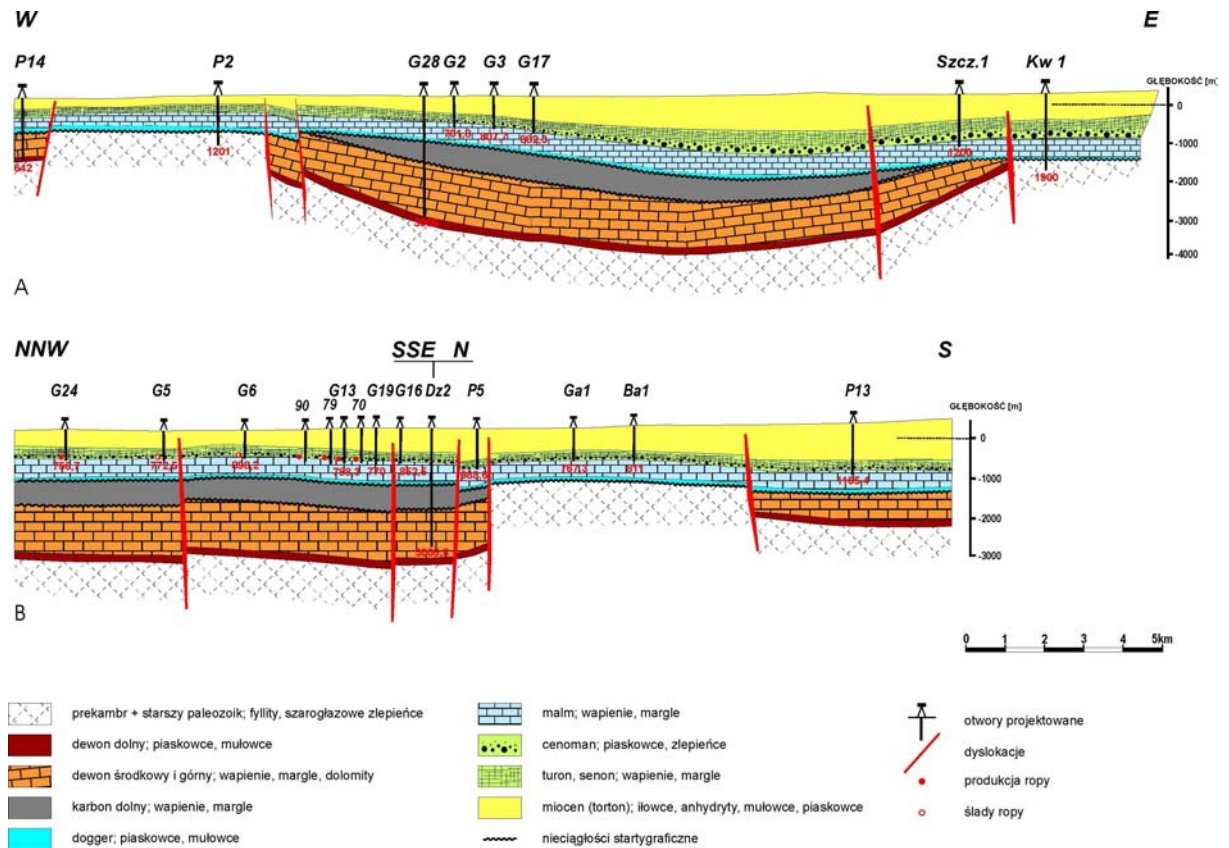 W E
P14 P2 G28 G2 G3 G17 Szcz.1 Kw 1
GŁĘBOKOŚĆ [m]
0
-1000
-2000
-3000
-4000
642 1201 1200 1900
A
NNW SSE N S
G24 G5 G6 90 79 G13 70 G19 G16 Dz2 P5 Ga1 Ba1 P13
GŁĘBOKOŚĆ [m]
0
-1000
-2000
-3000
770 811
B
0 1 2 3 4 5km
prekambr + starszy paleozoik; fyllity, szarogłazowe zlepieńce
dewon dolny; piaskowce, mułowce
dewon środkowy i górny; wapienie, margle, dolomity
karbon dolny; wapienie, margle
dogger; piaskowce, mułowce
malm; wapienie, margle
cenoman; piaskowce, zlepieńce
turon, senon; wapienie, margle
miocen (torton); iłowce, anhydryty, mułowce, piaskowce
nieciągłości startygraficzne
otwory projektowane
dyslokacje
produkcja ropy
ślady ropy